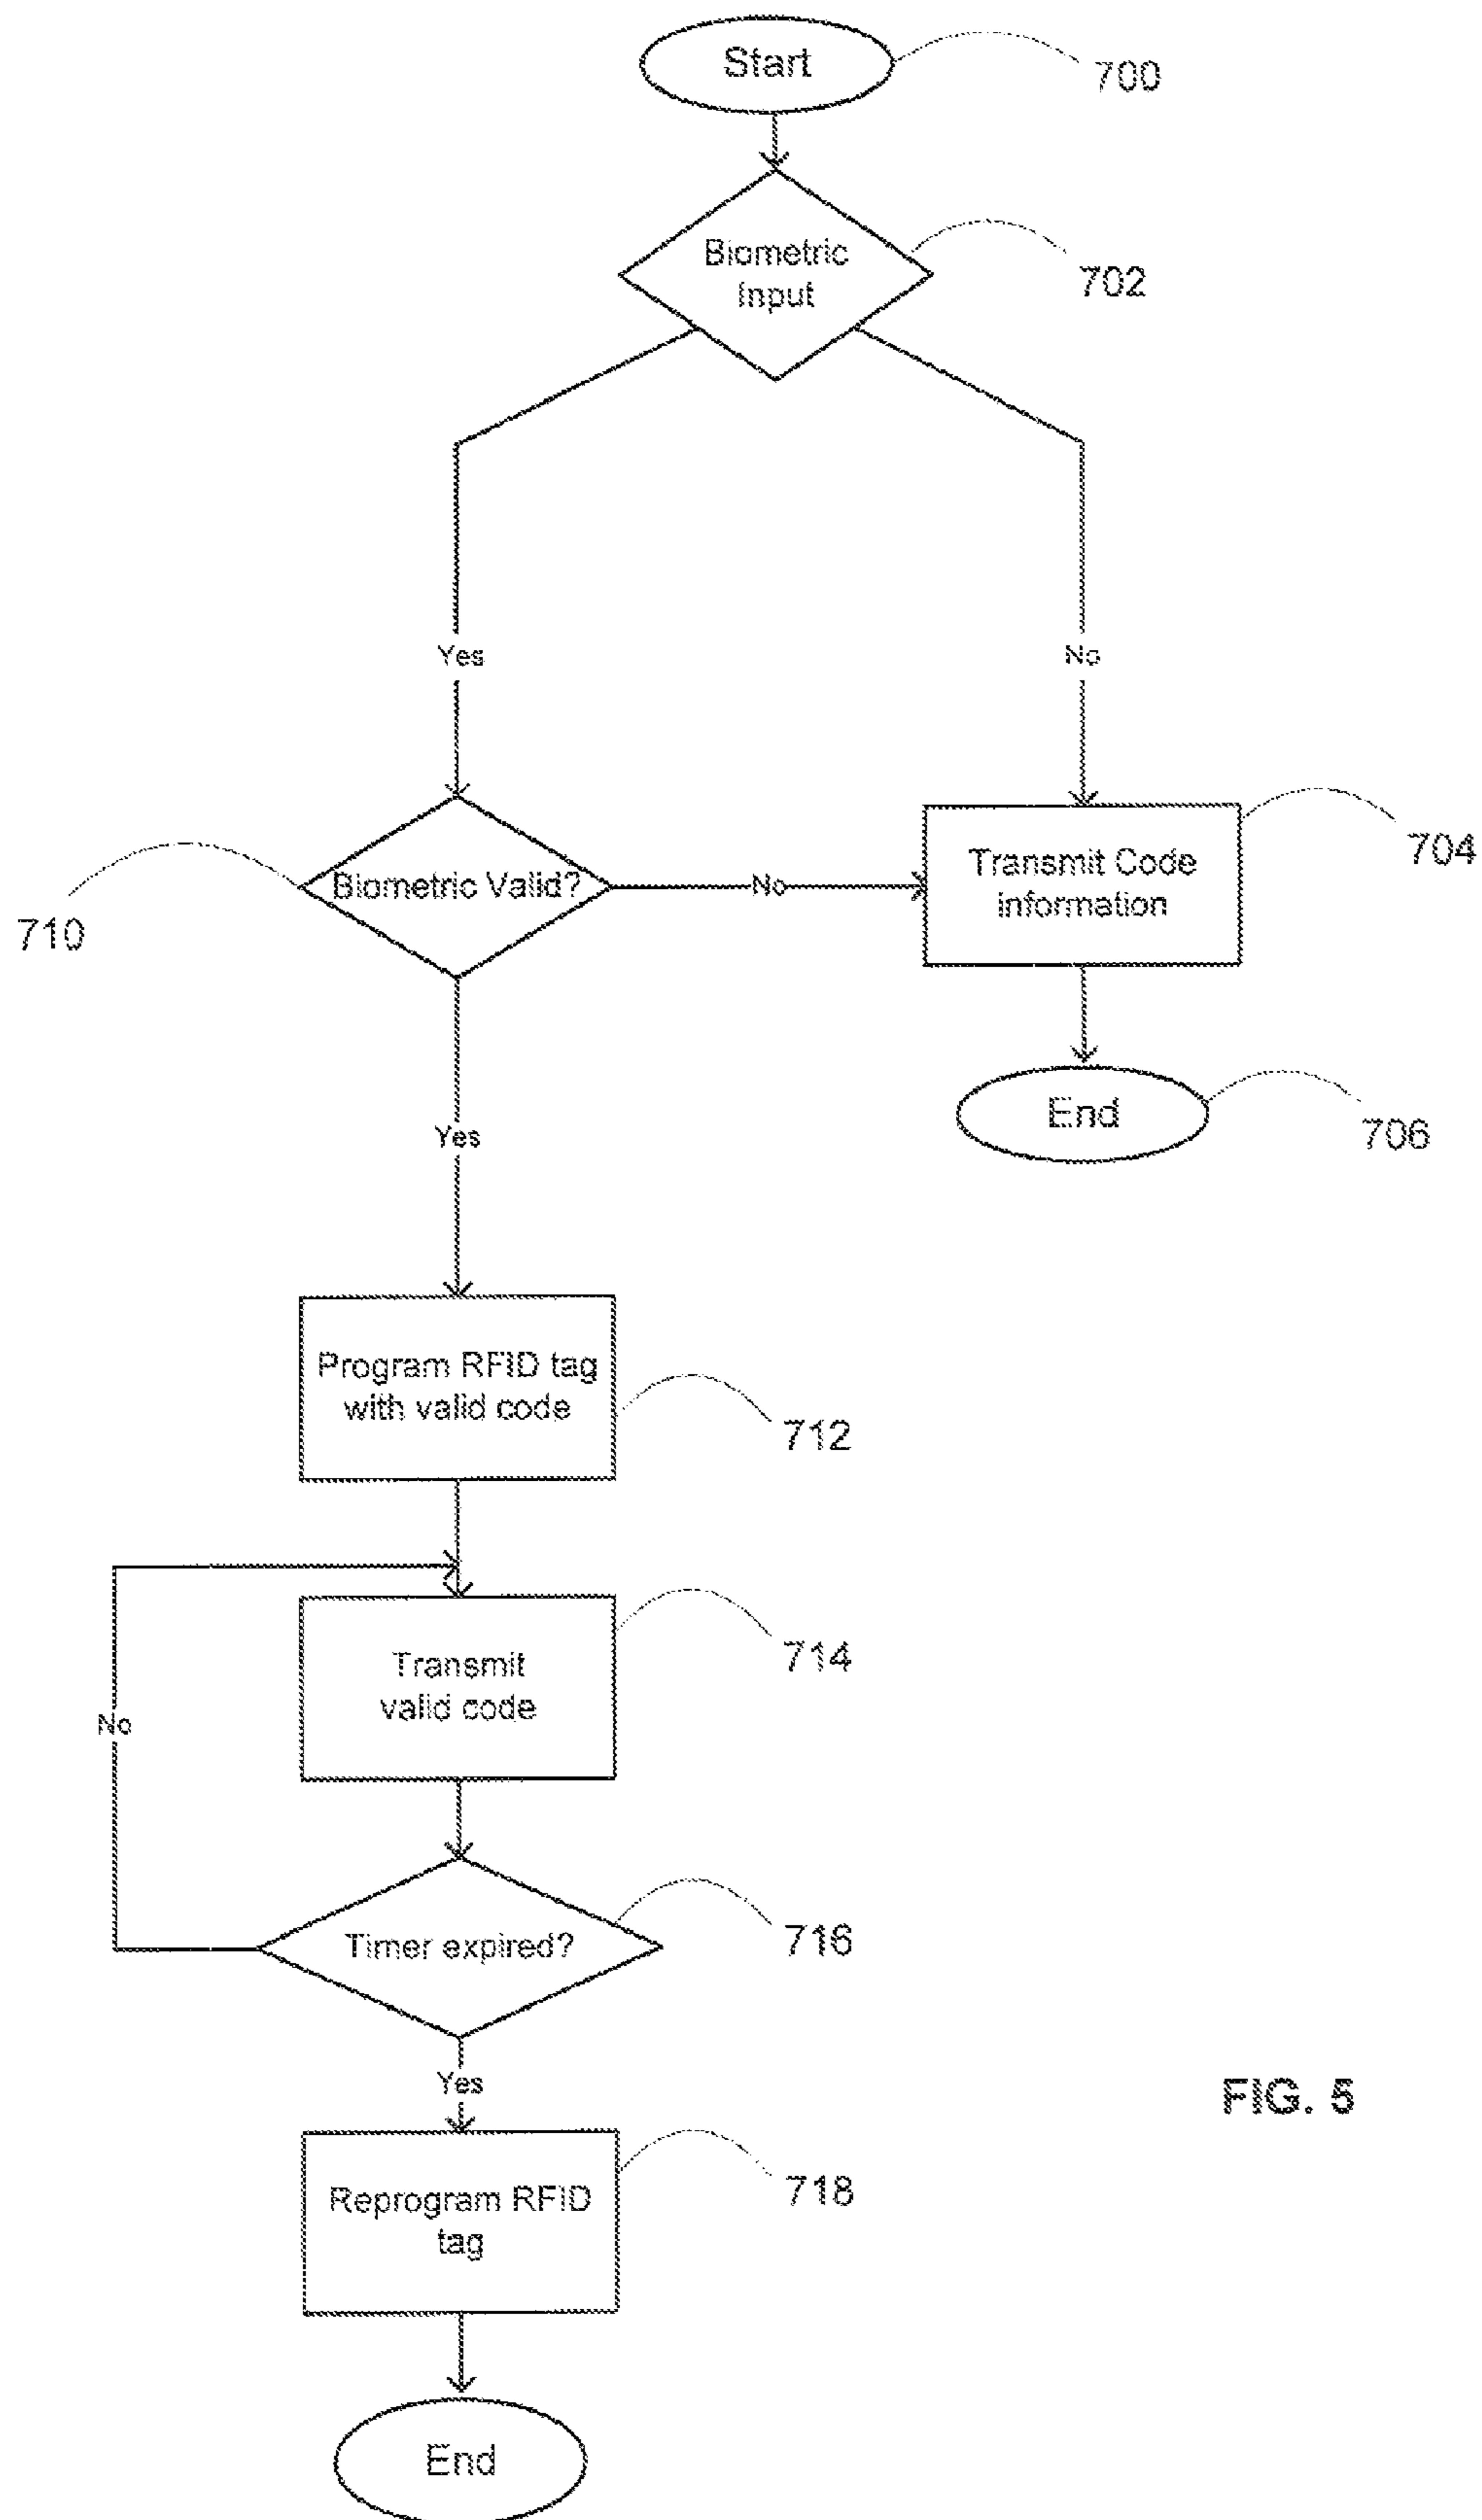 Start
700
Biometric
Input
702
Yes
No
Biometric Valid?
710
No
Transmit Code
information
704
End
706
Yes
Program RFID tag
with valid code
712
Transmit
valid code
714
No
Timer expired?
716
Yes
Reprogram RFID
tag
718
End
FIG. 5